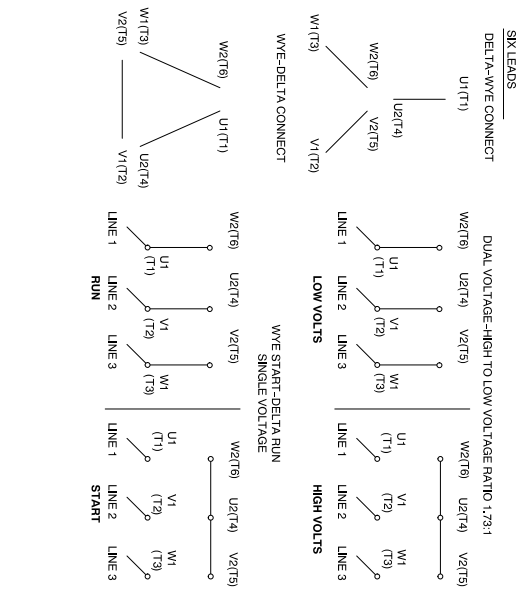 SIX LEADS
DELTA-WYE CONNECT
U1(T1)
U2(T4)
W2(T6)
V2(T5)
W1(T3)
V1(T2)
DUAL VOLTAGE-HIGH TO LOW VOLTAGE RATIO 1.73:1
W2(T6) U2(T4) V2(T5)
U1 (T1) V1 (T2) W1 (T3)
LINE 1 LINE 2 LINE 3
LOW VOLTS
W2(T6) U2(T4) V2(T5)
U1 (T1) V1 (T2) W1 (T3)
LINE 1 LINE 2 LINE 3
HIGH VOLTS
WYE-DELTA CONNECT
W2(T6) U1(T1)
W1(T3) U2(T4)
V2(T5) V1(T2)
WYE START-DELTA RUN
SINGLE VOLTAGE
W2(T6) U2(T4) V2(T5)
U1 (T1) V1 (T2) W1 (T3)
LINE 1 LINE 2 LINE 3
RUN
W2(T6) U2(T4) V2(T5)
U1 (T1) V1 (T2) W1 (T3)
LINE 1 LINE 2 LINE 3
START